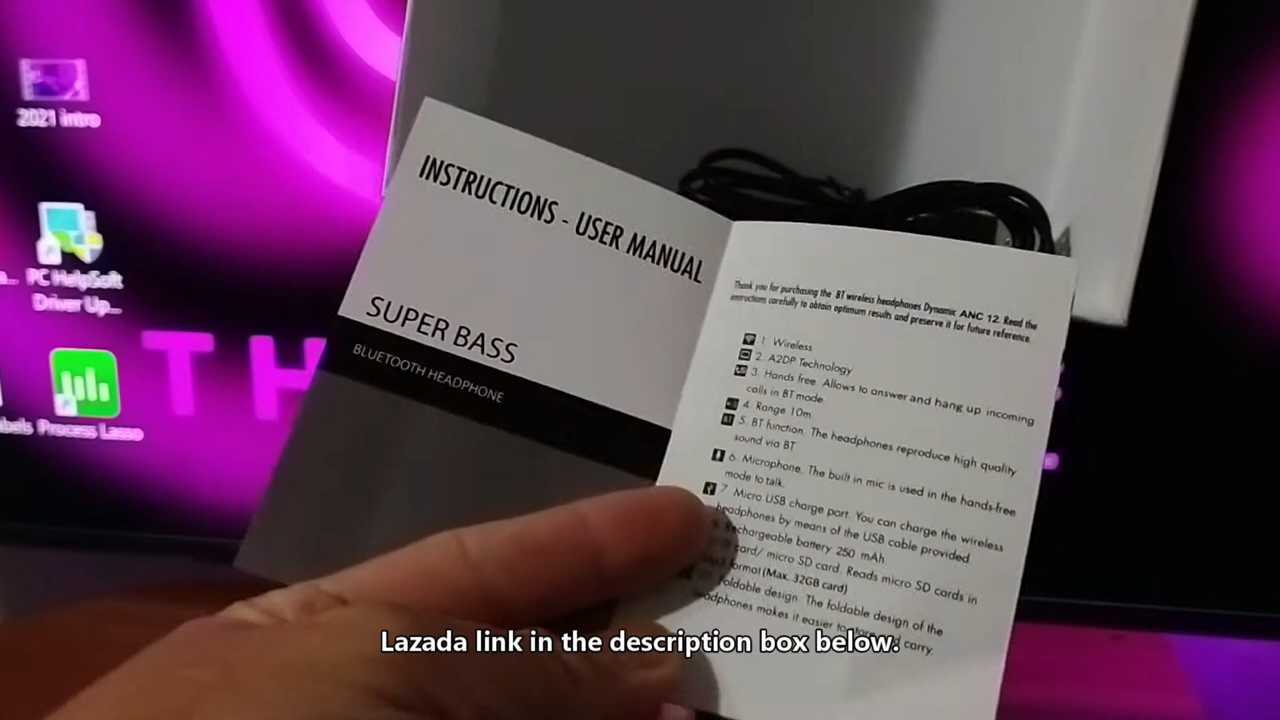 2021 intro
PC HelpSoft
Driver Up...
Process Lasso
TH
INSTRUCTIONS - USER MANUAL
SUPER BASS
BLUETOOTH HEADPHONE
Thank you for purchasing the BT wireless headphones Dynamic ANC 12. Read the
instructions carefully to obtain optimum results and preserve it for future reference.
1. Wireless
2. A2DP Technology
3. Hands free. Allows to answer and hang up incoming
calls in BT mode.
4. Range 10m.
5. BT function. The headphones reproduce high quality
sound via BT
6. Microphone. The built in mic is used in the hands-free
mode to talk.
7. Micro USB charge port. You can charge the wireless
headphones by means of the USB cable provided.
Rechargeable battery 250 mAh
card/ micro SD card. Reads micro SD cards in
format (Max. 32GB card)
foldable design. The foldable design of the
headphones makes it easier to carry.
Lazada link in the description box below.